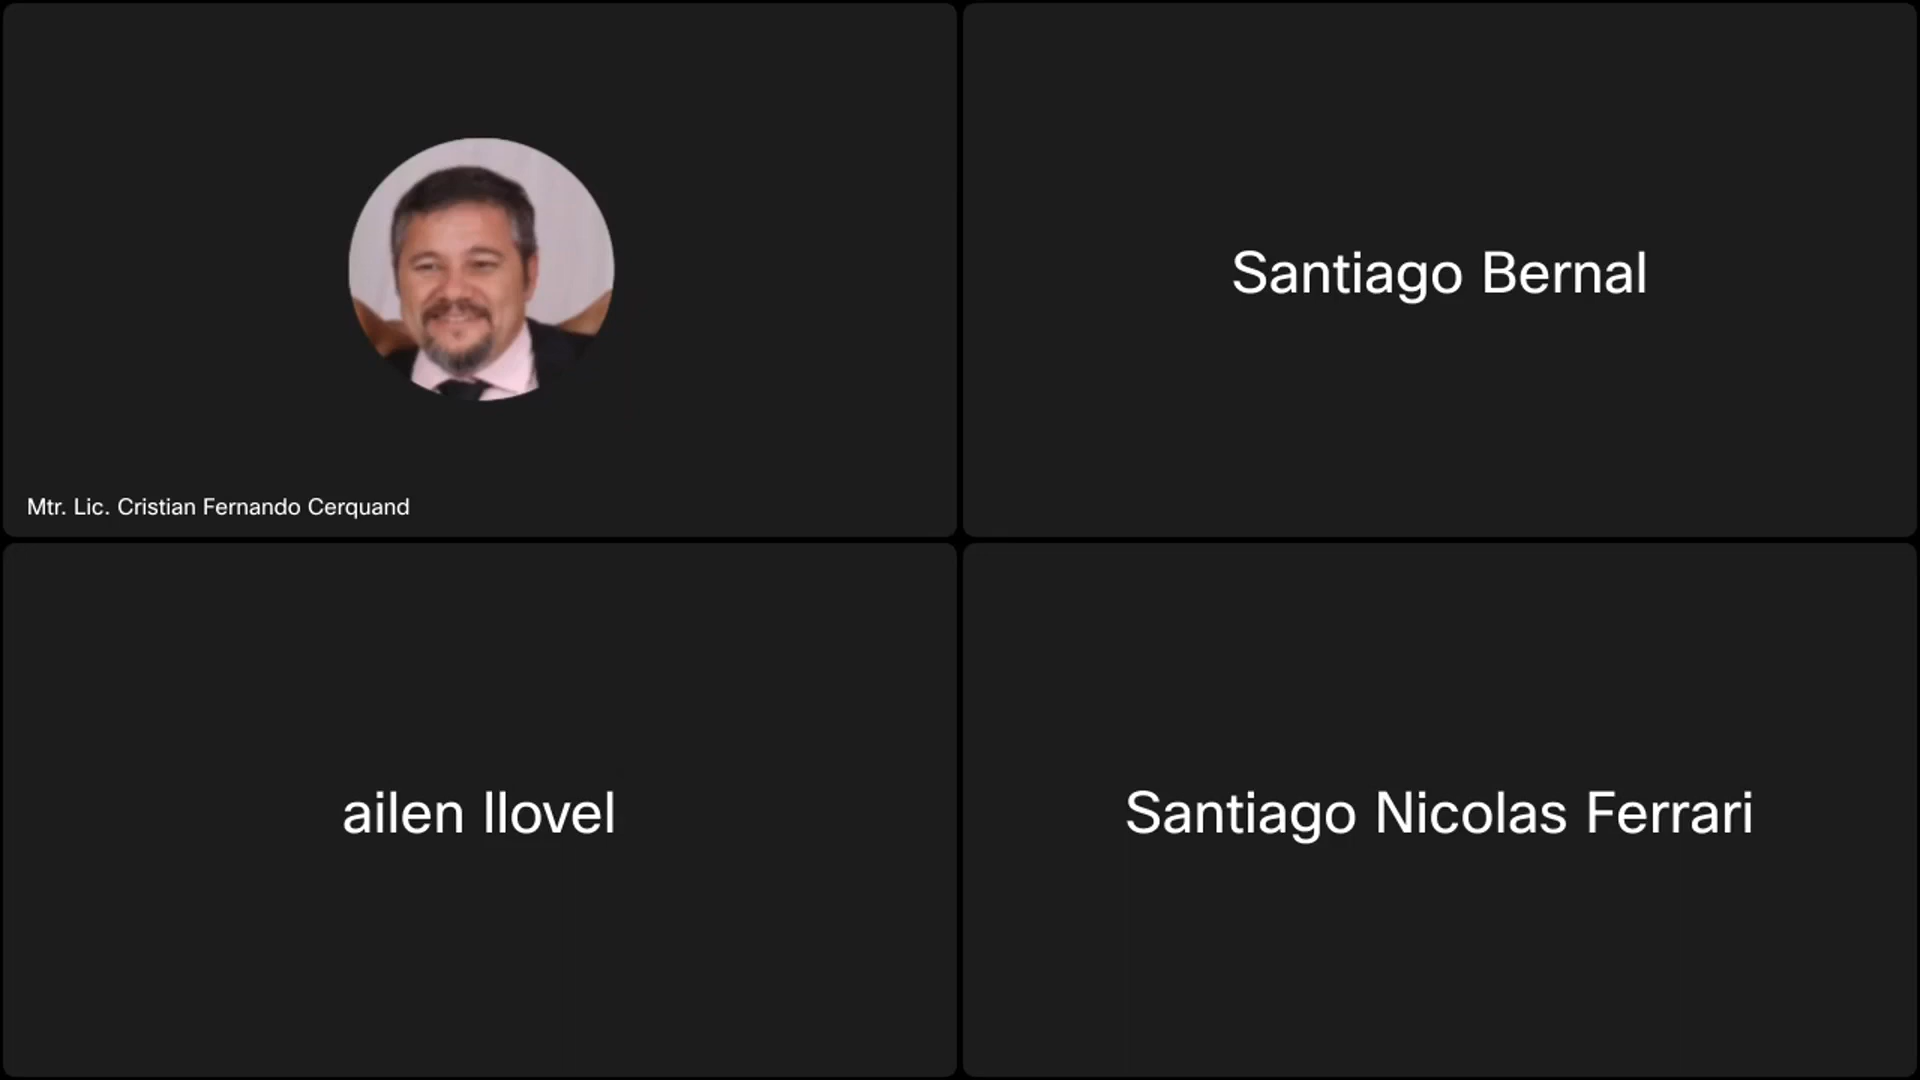 Santiago Bernal
Mtr. Lic. Cristian Fernando Cerquand
ailen llovel
Santiago Nicolas Ferrari